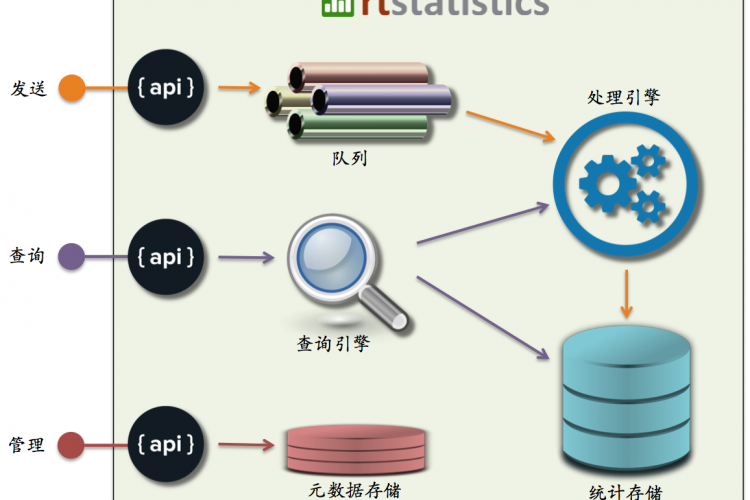 rtstatistics
发送
{ api }
队列
处理引擎
查询
{ api }
查询引擎
管理
{ api }
元数据存储
统计存储